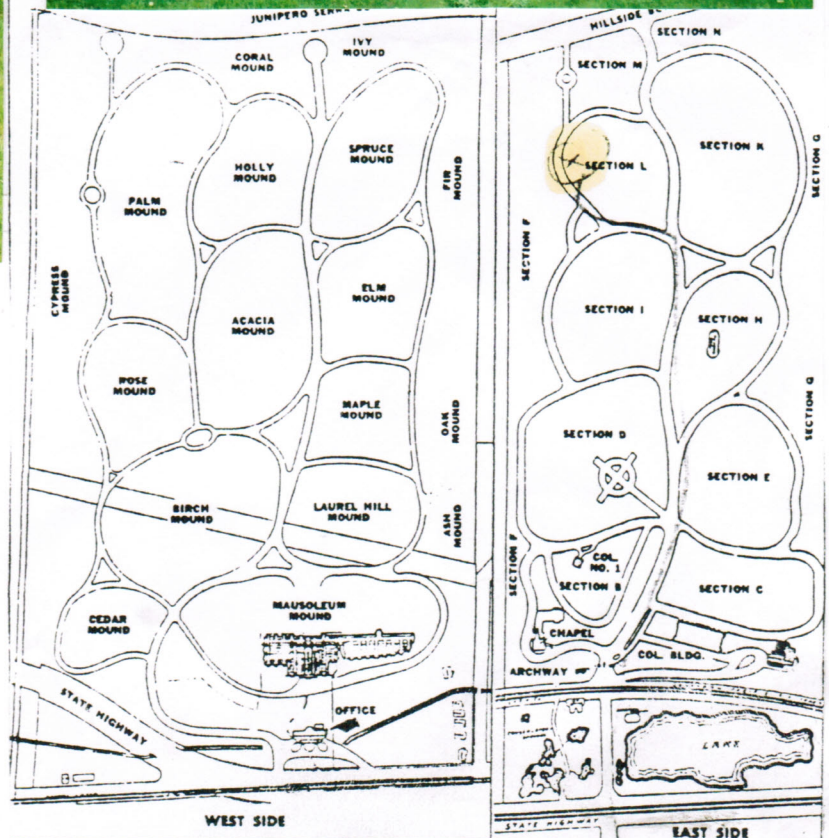 JUNIPERO SERRA
IVY
MOUND
CORAL
MOUND
SPRUCE
MOUND
HOLLY
MOUND
FIR
MOUND
PALM
MOUND
CYPRESS
MOUND
ELM
MOUND
ACACIA
MOUND
ROSE
MOUND
MAPLE
MOUND
OAK
MOUND
BIRCH
MOUND
LAUREL HILL
MOUND
ASH
MOUND
CEDAR
MOUND
MAUSOLEUM
MOUND
OFFICE
STATE HIGHWAY
WEST SIDE
HILLSIDE
SECTION N
SECTION M
SECTION K
SECTION G
SECTION L
SECTION F
SECTION I
SECTION H
SECTION G
SECTION D
SECTION E
SECTION F
COL.
NO. 1
SECTION B
SECTION C
CHAPEL
COL. BLDG.
ARCHWAY
LAKE
STATE HIGHWAY
EAST SIDE